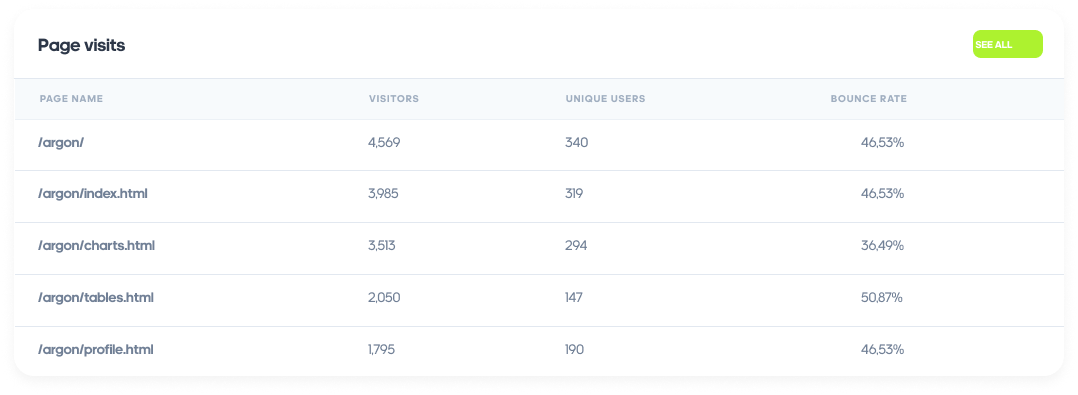 Page visits
SEE ALL
PAGE NAME VISITORS UNIQUE USERS BOUNCE RATE
/argon/ 4,569 340 46,53%
/argon/index.html 3,985 319 46,53%
/argon/charts.html 3,513 294 36,49%
/argon/tables.html 2,050 147 50,87%
/argon/profile.html 1,795 190 46,53%